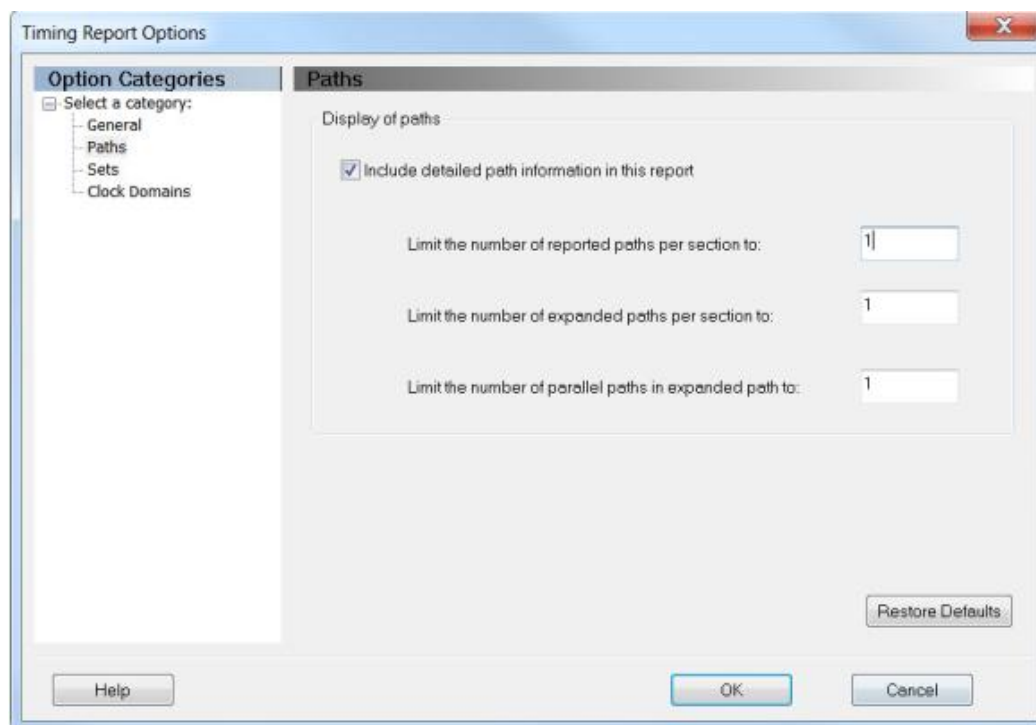 Timing Report Options
Option Categories
Select a category:
General
Paths
Sets
Clock Domains
Paths
Display of paths
Include detailed path information in this report
Limit the number of reported paths per section to: 1
Limit the number of expanded paths per section to: 1
Limit the number of parallel paths in expanded path to: 1
Restore Defaults
Help OK Cancel